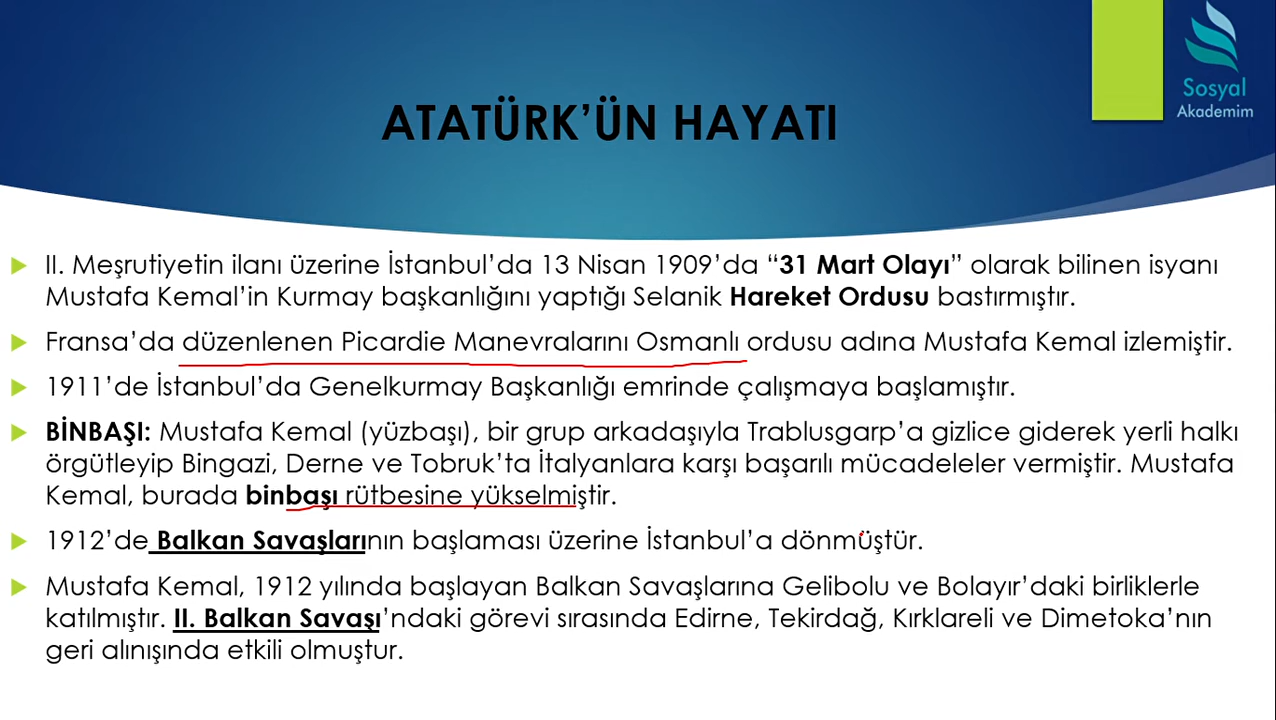 Sosyal
Akademim
ATATÜRK'ÜN HAYATI
II. Meşrutiyetin ilanı üzerine İstanbul'da 13 Nisan 1909'da “31 Mart Olayı” olarak bilinen isyanı
Mustafa Kemal'in Kurmay başkanlığını yaptığı Selanik Hareket Ordusu bastırmıştır.
Fransa'da düzenlenen Picardie Manevralarını Osmanlı ordusu adına Mustafa Kemal izlemiştir.
1911'de İstanbul'da Genelkurmay Başkanlığı emrinde çalışmaya başlamıştır.
BİNBAŞI: Mustafa Kemal (yüzbaşı), bir grup arkadaşıyla Trablusgarp'a gizlice giderek yerli halkı
örgütleyip Bingazi, Derne ve Tobruk'ta İtalyanlara karşı başarılı mücadeleler vermiştir. Mustafa
Kemal, burada binbaşı rütbesine yükselmiştir.
1912'de Balkan Savaşlarının başlaması üzerine İstanbul'a dönmüştür.
Mustafa Kemal, 1912 yılında başlayan Balkan Savaşlarına Gelibolu ve Bolayır'daki birliklerle
katılmıştır. II. Balkan Savaşı'ndaki görevi sırasında Edirne, Tekirdağ, Kırklareli ve Dimetoka'nın
geri alınışında etkili olmuştur.